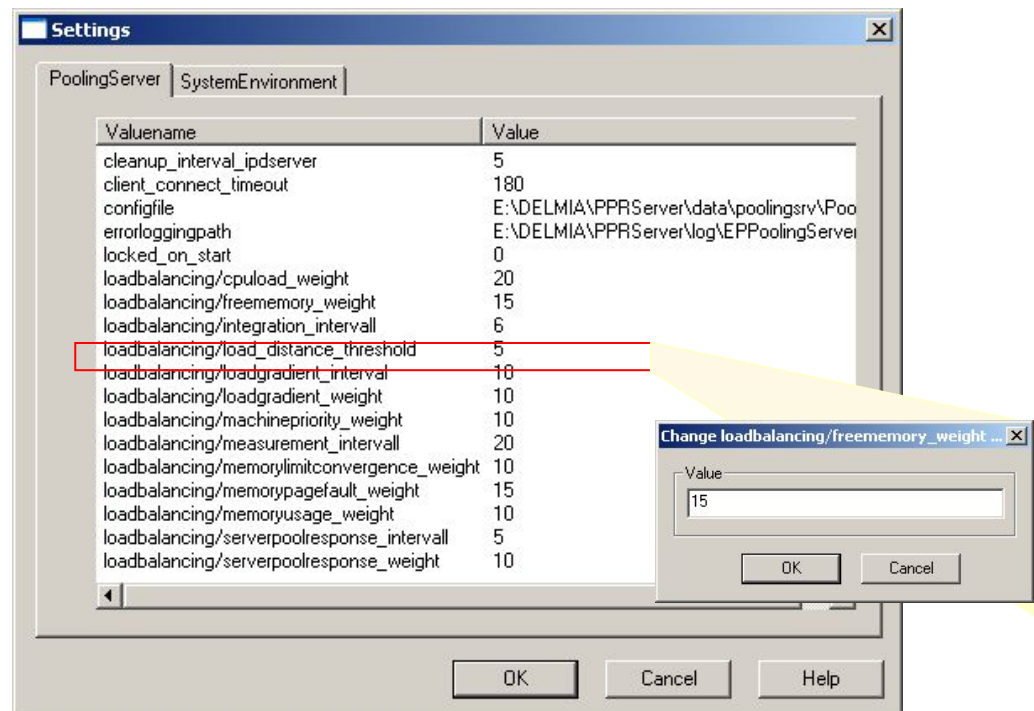 Settings
PoolingServer SystemEnvironment
Valuename Value
cleanup_interval_ipdserver 5
client_connect_timeout 180
configfile E:\DELMIA\PPRServer\data\poolingsrv\Poo
errorloggingpath E:\DELMIA\PPRServer\log\EPPoolingServer
locked_on_start 0
loadbalancing/cpuload_weight 20
loadbalancing/freememory_weight 15
loadbalancing/integration_intervall 6
loadbalancing/load_distance_threshold 5
loadbalancing/loadgradient_interval 10
loadbalancing/loadgradient_weight 10
loadbalancing/machinepriority_weight 10
loadbalancing/measurement_intervall 20
loadbalancing/memorylimitconvergence_weight 10
loadbalancing/memorypagefault_weight 15
loadbalancing/memoryusage_weight 10
loadbalancing/serverpoolresponse_intervall 5
loadbalancing/serverpoolresponse_weight 10
OK Cancel Help
Change loadbalancing/freememory_weight ...
Value
15
OK Cancel